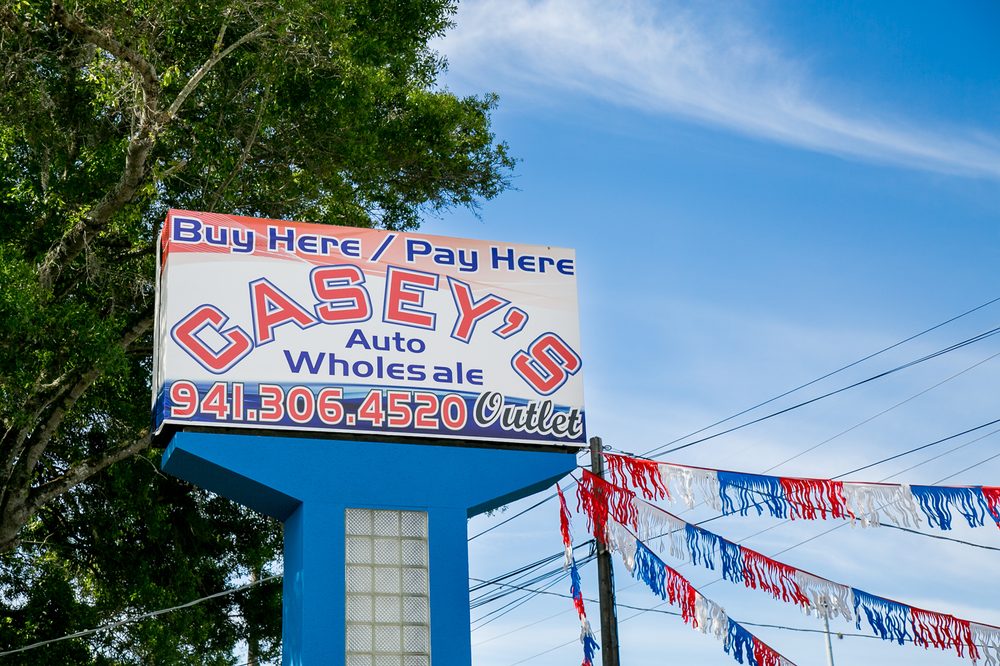 Buy Here / Pay Here
CASEY'S
Auto
Wholesale
941.306.4520 Outlet